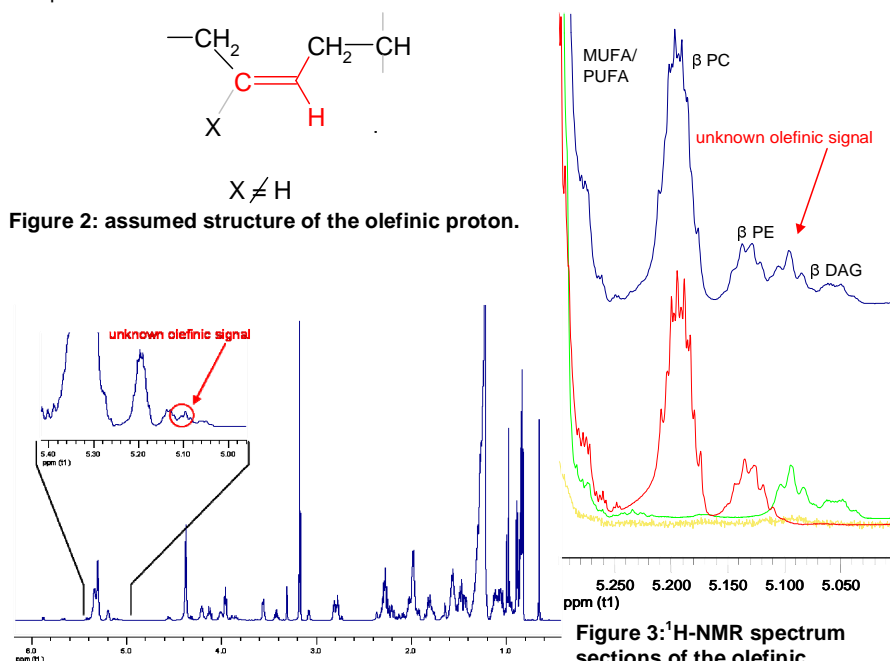 CH2
CH2
CH
C
H
X
.
X ≠ H
Figure 2: assumed structure of the olefinic proton.
unknown olefinic signal
5.40 5.30 5.20 5.10 5.00
ppm (t1)
6.0 5.0 4.0 3.0 2.0 1.0
ppm (t1)
MUFA/
PUFA
β PC
unknown olefinic signal
β PE
β DAG
5.250 5.200 5.150 5.100 5.050
ppm (t1)
Figure 3:¹H-NMR spectrum
sections of the olefinic